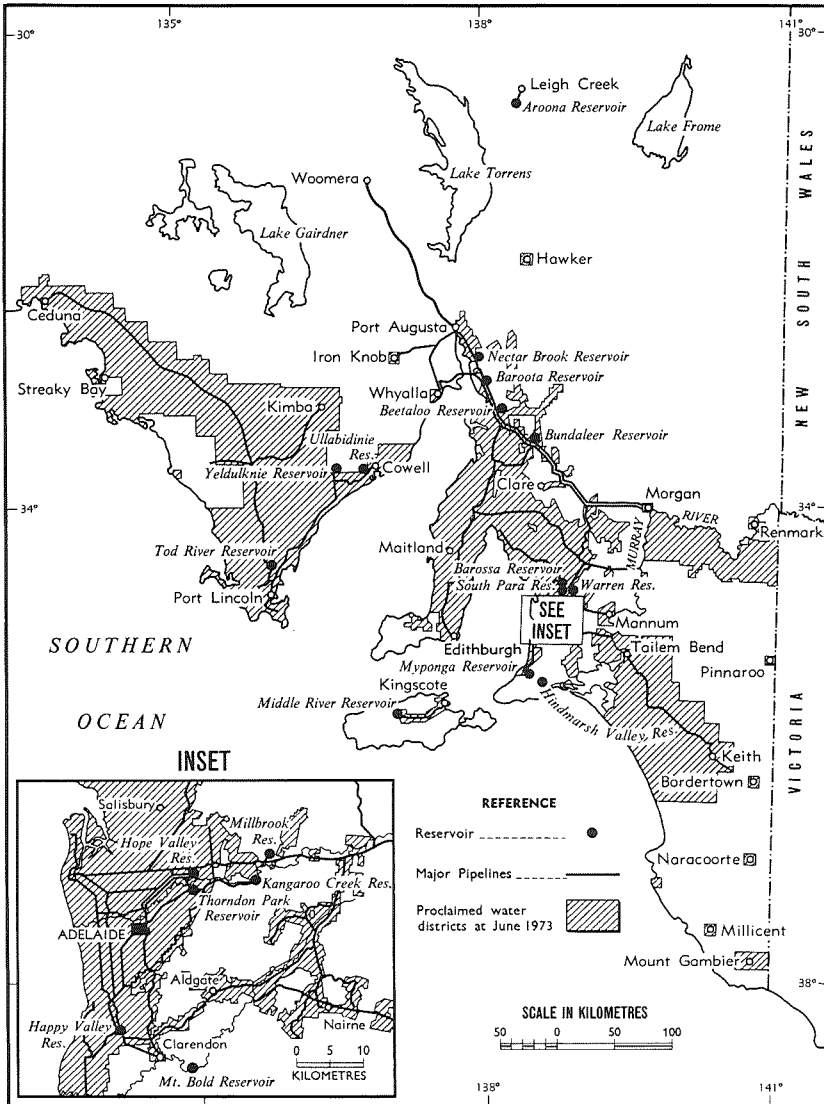 135°
138°
141°
30°
30°
Leigh Creek
Aroona Reservoir
Lake Frome
Lake Torrens
Woomera
Lake Gairdner
Hawker
NEW SOUTH WALES
Ceduna
Port Augusta
Iron Knob
Nectar Brook Reservoir
Streaky Bay
Baroota Reservoir
Whyalla
Beetaloo Reservoir
Kimba
Ullabidinie
Res.
Bundaleer Reservoir
Yeldulknie Reservoir
Cowell
Clare
Morgan
34°
34°
RIVER
MURRAY
Renmark
Tod River Reservoir
Maitland
Barossa Reservoir
South Para Res.
Warren Res.
Port Lincoln
SEE
INSET
Mannum
SOUTHERN
OCEAN
Edithburgh
Tailem Bend
Myponga Reservoir
Pinnaroo
Kingscote
Middle River Reservoir
Hindmarsh Valley Res.
VICTORIA
Keith
Bordertown
INSET
Salisbury
Hope Valley
Res.
Millbrook
Res.
Kangaroo Creek Res.
Thorndon Park
Reservoir
ADELAIDE
Aldgate
Happy Valley
Res.
Clarendon
Nairne
Mt. Bold Reservoir
0 10
KILOMETRES
REFERENCE
Reservoir
Major Pipelines
Proclaimed water
districts at June 1973
Naracoorte
Millicent
Mount Gambier
38°
SCALE IN KILOMETRES
50 0 50 100
138°
141°